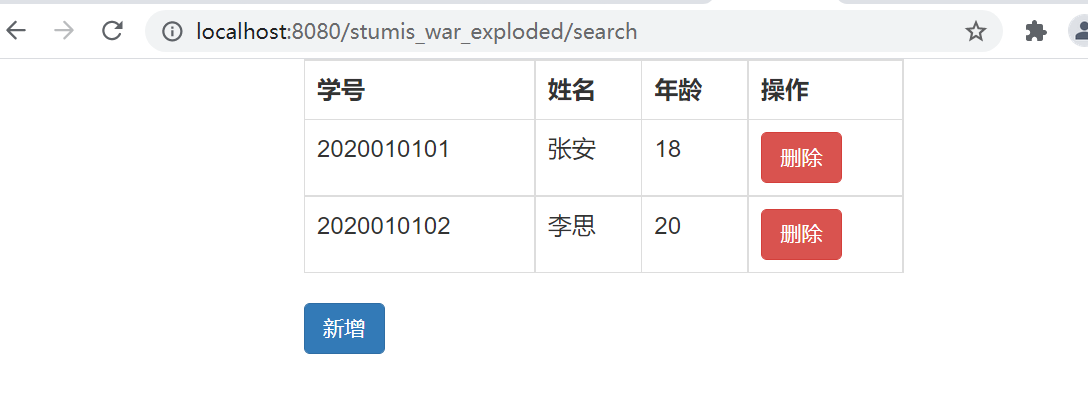 localhost:8080/stumis_war_exploded/search
学号 姓名 年龄 操作
2020010101 张安 18 删除
2020010102 李思 20 删除
新增